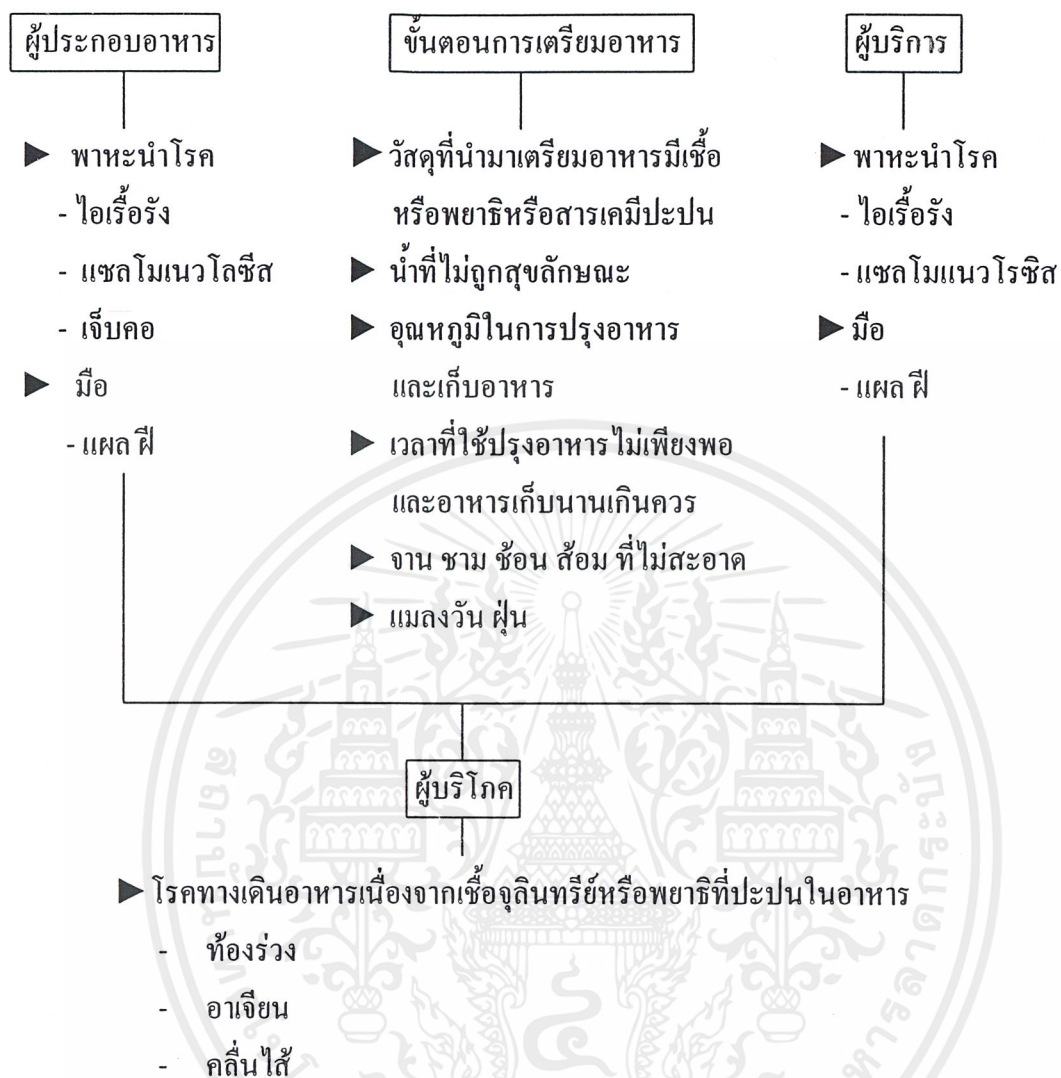 ผู้ประกอบอาหาร
▶ พาหะนำโรค
- ไอเรื้อรัง
- แซลโมเนวโลซีส
- เจ็บคอ
▶ มือ
- แผล ฝี
ขั้นตอนการเตรียมอาหาร
▶ วัสดุที่นำมาเตรียมอาหารมีเชื้อ
หรือพยาธิหรือสารเคมีปะปน
▶ น้ำที่ไม่ถูกสุขลักษณะ
▶ อุณหภูมิในการปรุงอาหาร
และเก็บอาหาร
▶ เวลาที่ใช้ปรุงอาหารไม่เพียงพอ
และอาหารเก็บนานเกินควร
▶ จาน ชาม ช้อน ส้อม ที่ไม่สะอาด
▶ แมลงวัน ฝุ่น
ผู้บริการ
▶ พาหะนำโรค
- ไอเรื้อรัง
- แซลโมแนวโรซิส
▶ มือ
- แผล ฝี
ผู้บริโภค
▶ โรคทางเดินอาหารเนื่องจากเชื้อจุลินทรีย์หรือพยาธิที่ปะปนในอาหาร
- ท้องร่วง
- อาเจียน
- คลื่นไส้